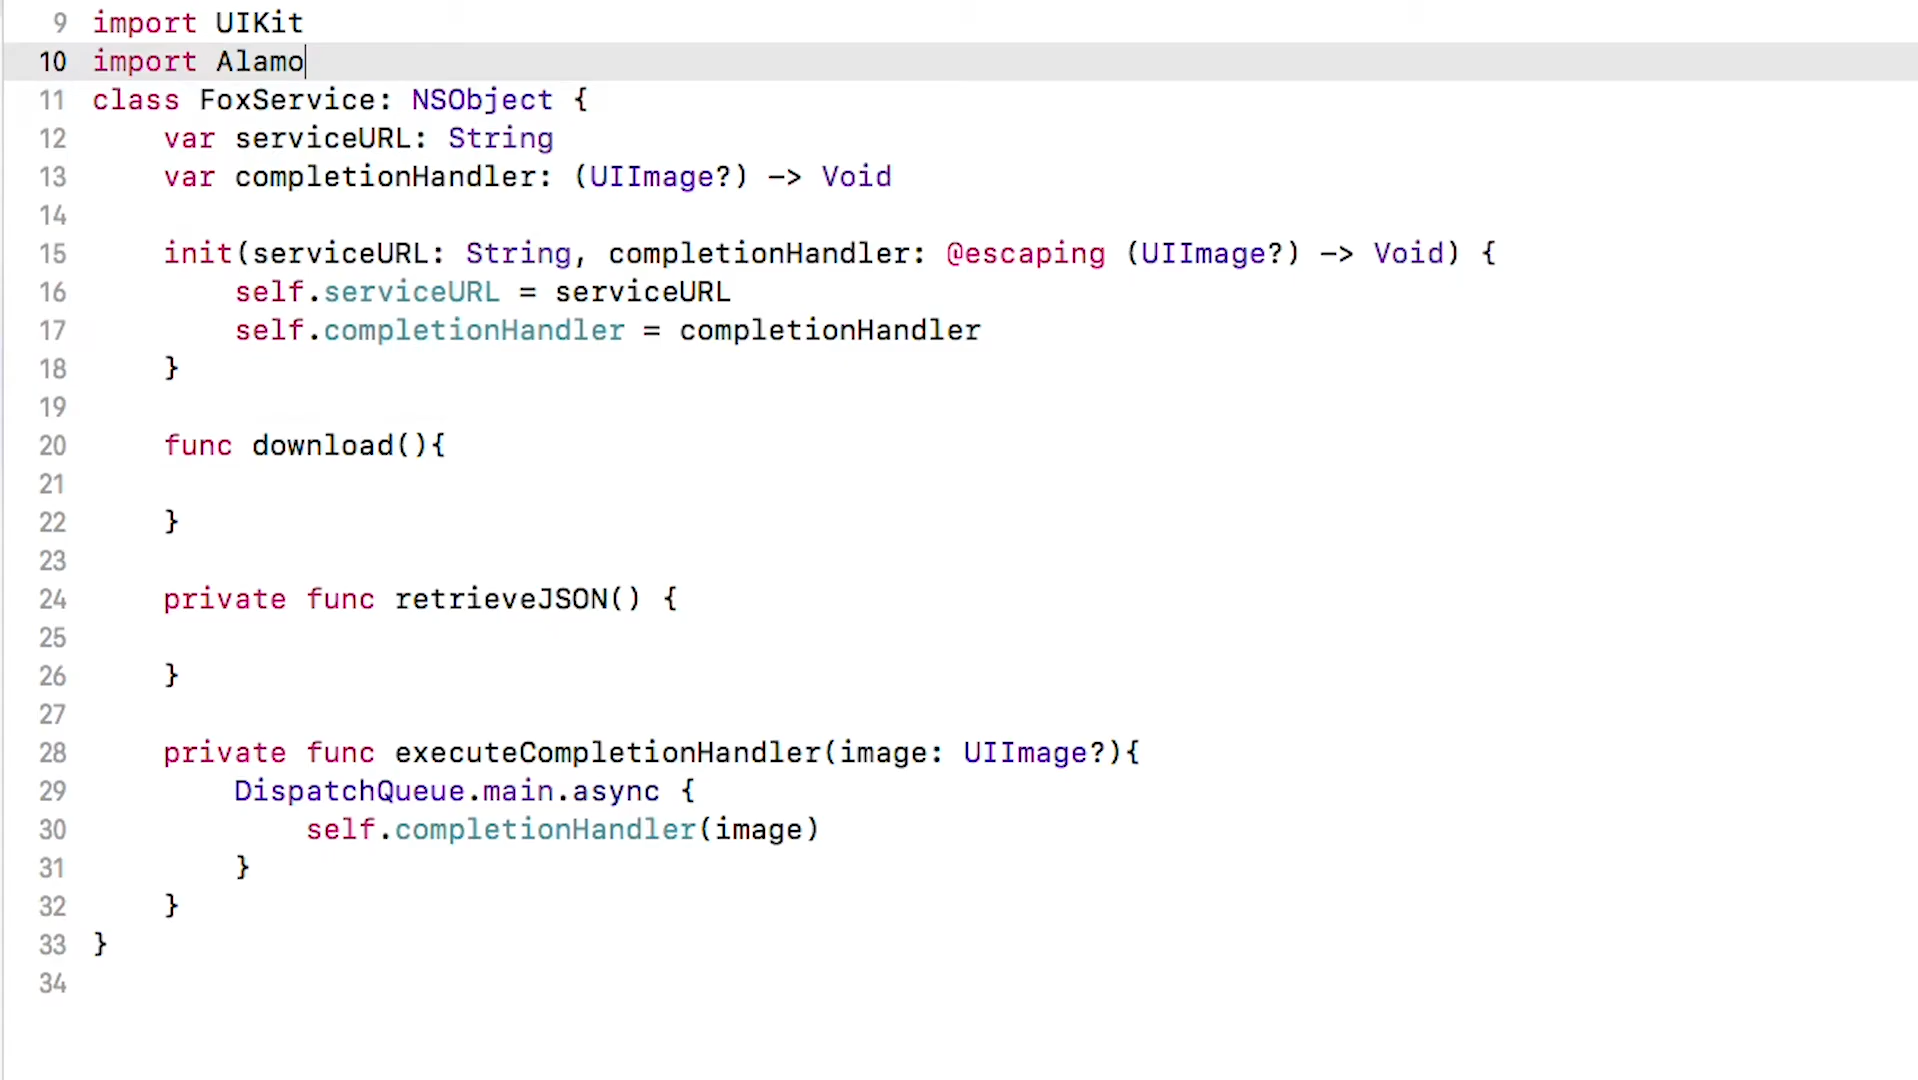 9 import UIKit
10 import Alamo
11 class FoxService: NSObject {
12 var serviceURL: String
13 var completionHandler: (UIImage?) -> Void
14
15 init(serviceURL: String, completionHandler: @escaping (UIImage?) -> Void) {
16 self.serviceURL = serviceURL
17 self.completionHandler = completionHandler
18 }
19
20 func download(){
21
22 }
23
24 private func retrieveJSON() {
25
26 }
27
28 private func executeCompletionHandler(image: UIImage?){
29 DispatchQueue.main.async {
30 self.completionHandler(image)
31 }
32 }
33 }
34